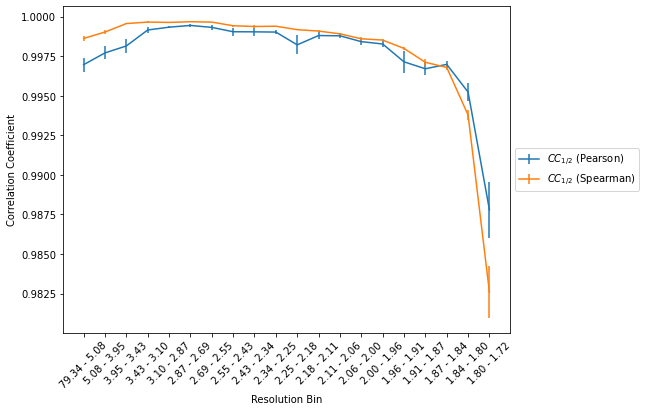 1.0000
0.9975
0.9950
0.9925
0.9900
0.9875
0.9850
0.9825
Correlation Coefficient
79.34 - 5.08
5.08 - 3.95
3.95 - 3.43
3.43 - 3.10
3.10 - 2.87
2.87 - 2.69
2.69 - 2.55
2.55 - 2.43
2.43 - 2.34
2.34 - 2.25
2.25 - 2.18
2.18 - 2.11
2.11 - 2.06
2.06 - 2.00
2.00 - 1.96
1.96 - 1.91
1.91 - 1.87
1.87 - 1.84
1.84 - 1.80
1.80 - 1.72
Resolution Bin
CC1/2 (Pearson)
CC1/2 (Spearman)